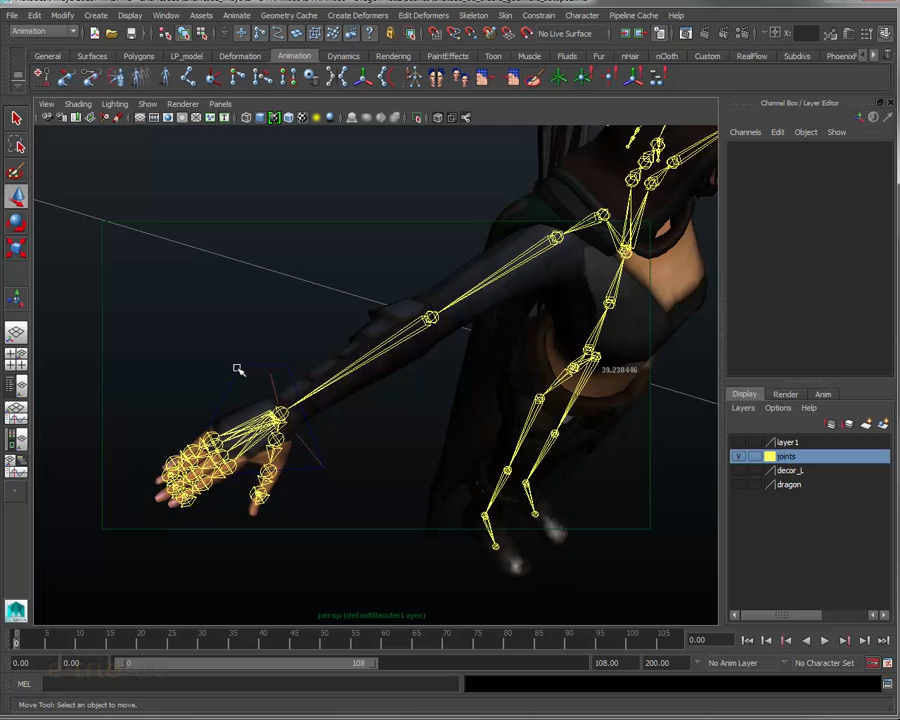 File Edit Modify Create Display Window Assets Animate Geometry Cache Create Deformers Edit Deformers Skeleton Skin Constrain Character Pipeline Cache Help
Animation
No Live Surface
X:
General Surfaces Polygons LP_model Deformation Animation Dynamics Rendering PaintEffects Toon Muscle Fluids Fur nHair nCloth Custom RealFlow Subdivs PhoenixF
View Shading Lighting Show Renderer Panels
Channel Box / Layer Editor
Channels Edit Object Show
39.238446
Display Render Anim
Layers Options Help
layer1
V joints
decor_L
dragon
persp (defaultRenderLayer)
0 5 10 15 20 25 30 35 40 45 50 55 60 65 70 75 80 85 90 95 100 105 0.00
0.00 0.00 0 108 108.00 200.00 No Anim Layer No Character Set
MEL
Move Tool: Select an object to move.